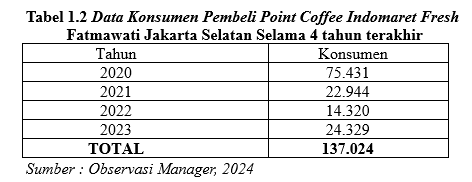 Tabel 1.2 Data Konsumen Pembeli Point Coffee Indomaret Fresh
Fatmawati Jakarta Selatan Selama 4 tahun terakhir
Tahun Konsumen
2020 75.431
2021 22.944
2022 14.320
2023 24.329
TOTAL 137.024
Sumber : Observasi Manager, 2024